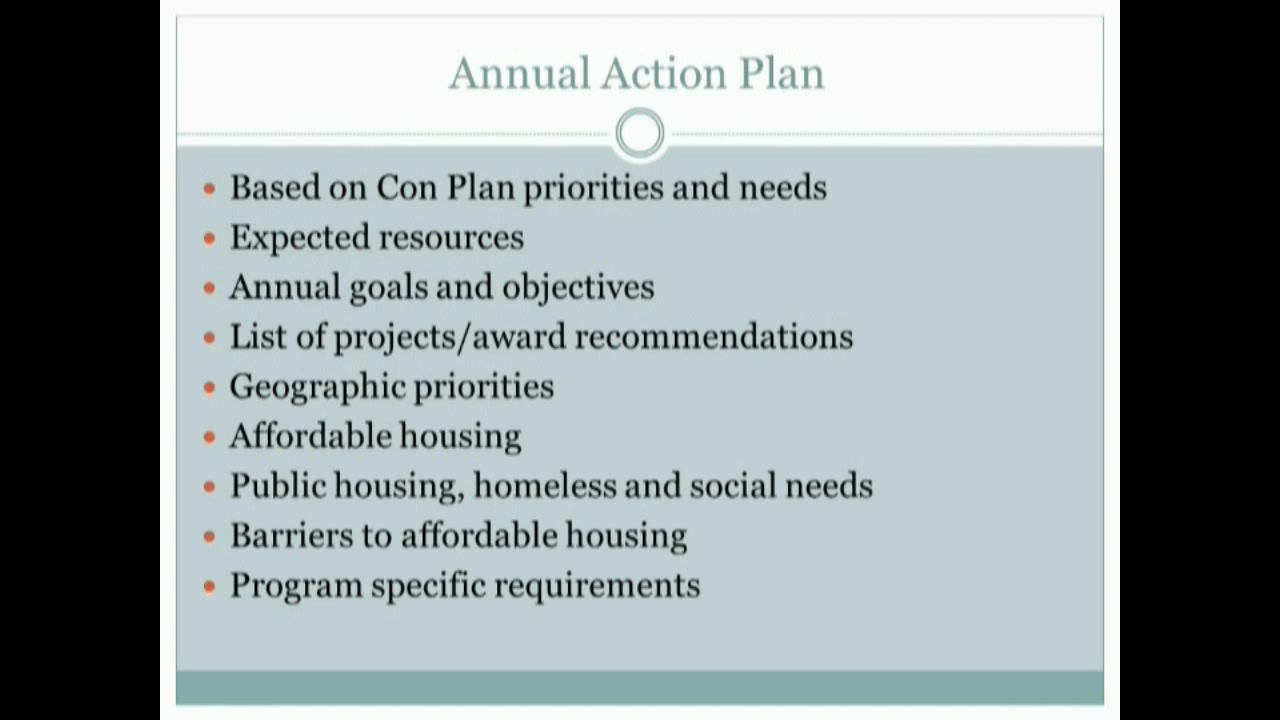 Annual Action Plan
Based on Con Plan priorities and needs
Expected resources
Annual goals and objectives
List of projects/award recommendations
Geographic priorities
Affordable housing
Public housing, homeless and social needs
Barriers to affordable housing
Program specific requirements